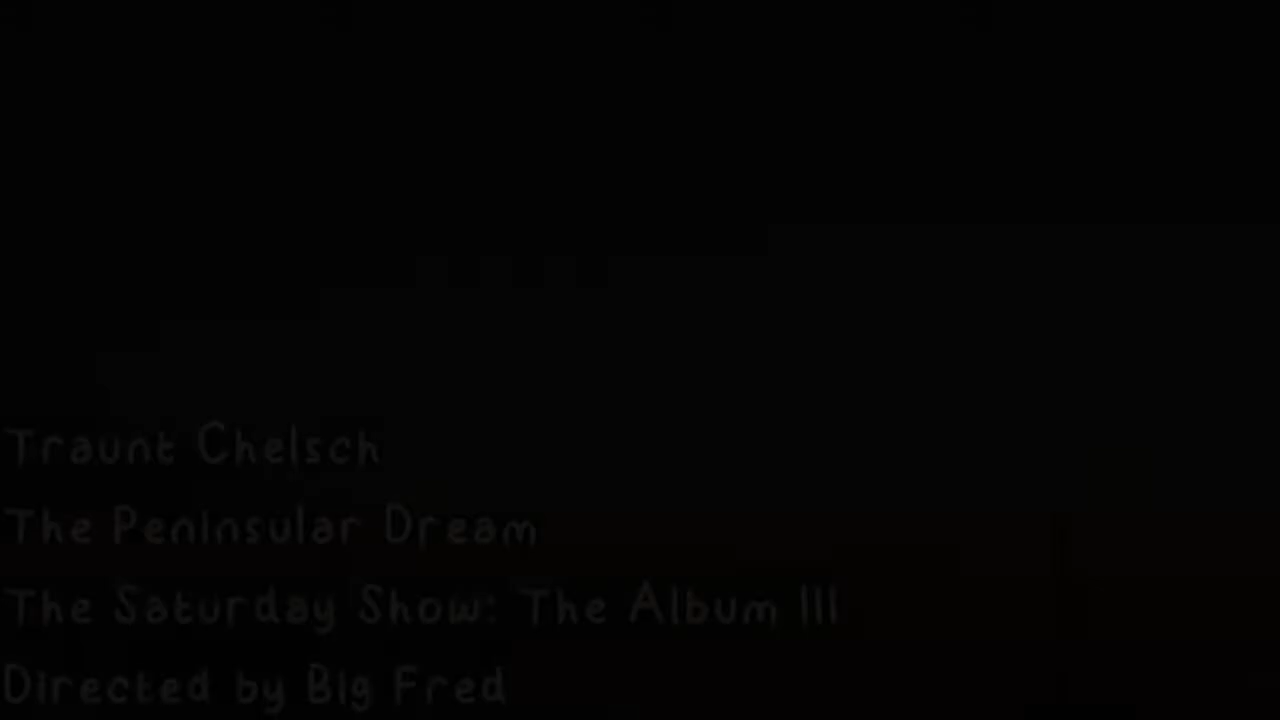 Traunt Chelsch
The Peninsular Dream
The Saturday Show: The Album III
Directed by Big Fred